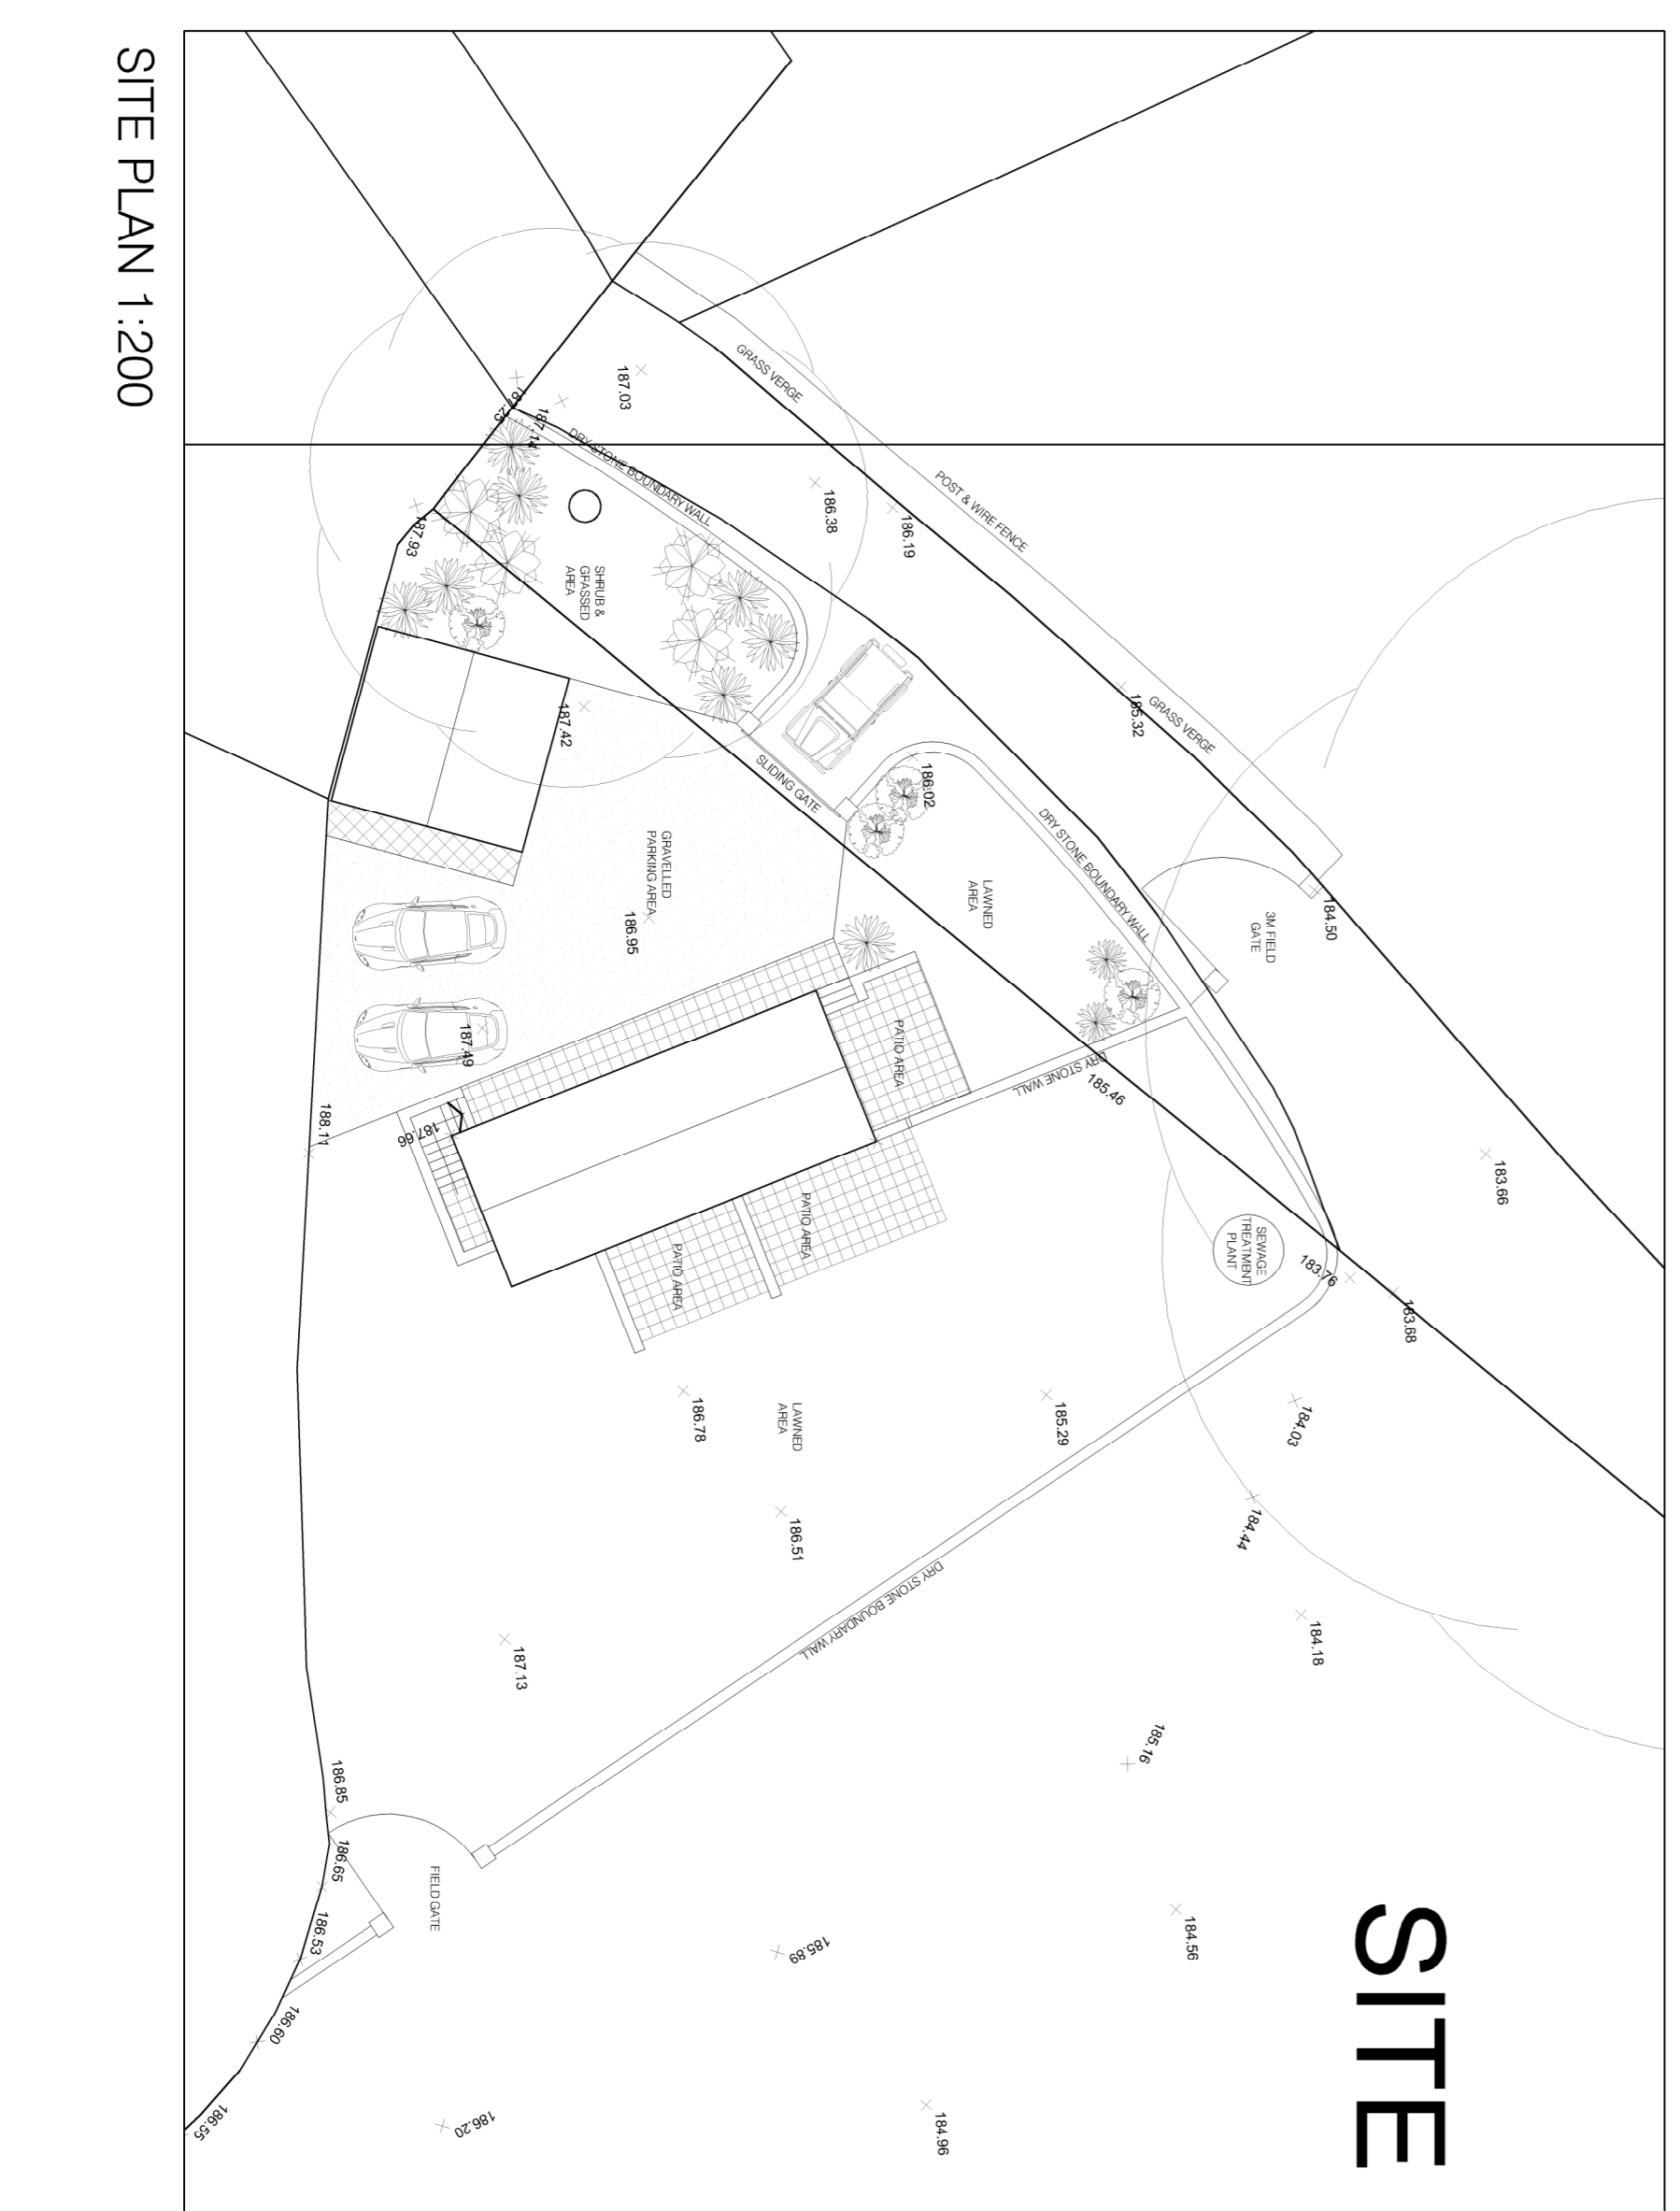 SITE PLAN 1:200
SITE
GRASS VERGE
POST & WIRE FENCE
GRASS VERGE
187.03
187.25
187.14
DRY STONE BOUNDARY WALL
186.38
186.19
187.93
SHRUB &
GFASSED
AREA
185.32
187.42
SLIDING GATE
186.02
DRY STONE BOUNDARY WALL
LAWNED
AREA
3M FIELD
GATE
184.50
GRAVELLED
PARKING AREA
186.95
187.49
PATIO AREA
DRY STONE WALL
185.46
188.11
187.66
183.66
PATIO AREA
PATIO AREA
SEWAGE
TREATMENT
PLANT
183.76
183.68
186.78
LAWNED
AREA
185.29
184.03
184.44
186.51
DRY STONE BOUNDARY WALL
184.18
187.13
185.16
186.85
186.65
FIELD GATE
186.53
185.89
184.56
186.60
186.55
186.20
184.96